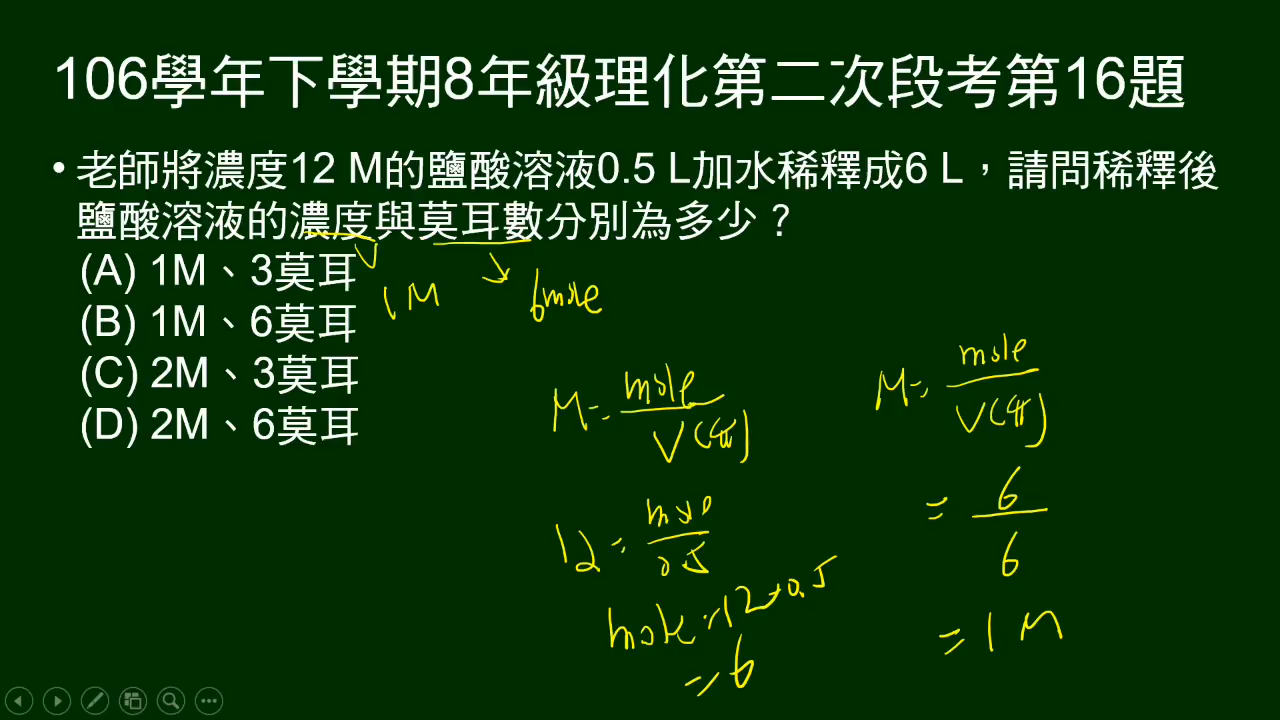 106學年下學期8年級理化第二次段考第16題
• 老師將濃度12 M的鹽酸溶液0.5 L加水稀釋成6 L，請問稀釋後
鹽酸溶液的濃度與莫耳數分別為多少？
(A) 1M、3莫耳
(B) 1M、6莫耳
(C) 2M、3莫耳
(D) 2M、6莫耳
1M
6mole
M = mole
V(升)
12 = mole
0.5
mole = 12 × 0.5
= 6
M = mole
V(升)
= 6
6
= 1 M